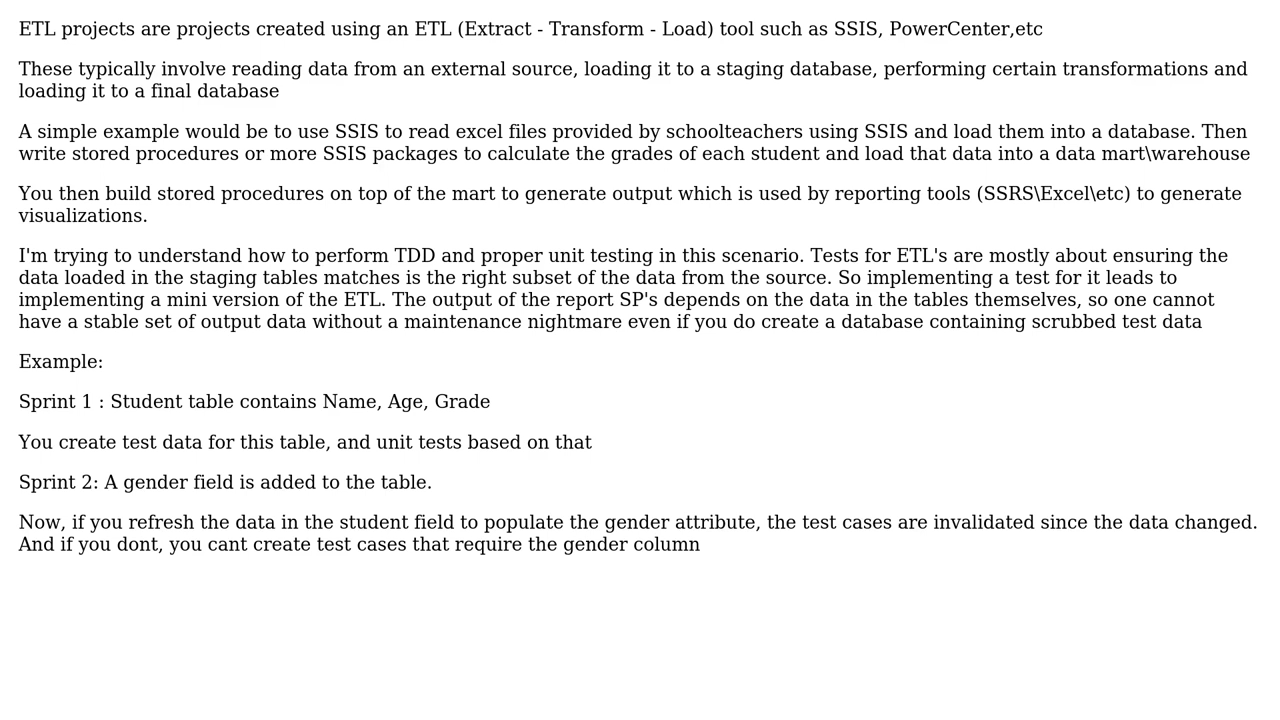 ETL projects are projects created using an ETL (Extract - Transform - Load) tool such as SSIS, PowerCenter,etc
These typically involve reading data from an external source, loading it to a staging database, performing certain transformations and
loading it to a final database
A simple example would be to use SSIS to read excel files provided by schoolteachers using SSIS and load them into a database. Then
write stored procedures or more SSIS packages to calculate the grades of each student and load that data into a data mart\warehouse
You then build stored procedures on top of the mart to generate output which is used by reporting tools (SSRS\Excel\etc) to generate
visualizations.
I'm trying to understand how to perform TDD and proper unit testing in this scenario. Tests for ETL's are mostly about ensuring the
data loaded in the staging tables matches is the right subset of the data from the source. So implementing a test for it leads to
implementing a mini version of the ETL. The output of the report SP's depends on the data in the tables themselves, so one cannot
have a stable set of output data without a maintenance nightmare even if you do create a database containing scrubbed test data
Example:
Sprint 1 : Student table contains Name, Age, Grade
You create test data for this table, and unit tests based on that
Sprint 2: A gender field is added to the table.
Now, if you refresh the data in the student field to populate the gender attribute, the test cases are invalidated since the data changed.
And if you dont, you cant create test cases that require the gender column